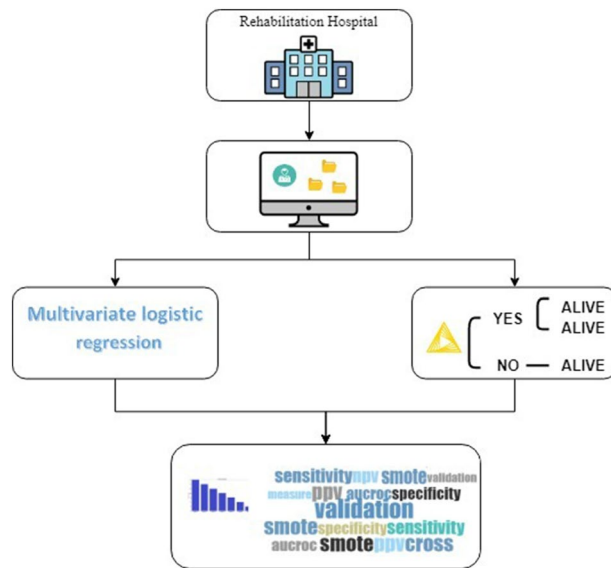 Rehabilitation Hospital
Multivariate logistic
regression
YES
ALIVE
ALIVE
NO
ALIVE
sensitivity npv smote validation
measure ppv aucroc specificity
validation
smote specificity sensitivity
aucroc smote ppv cross